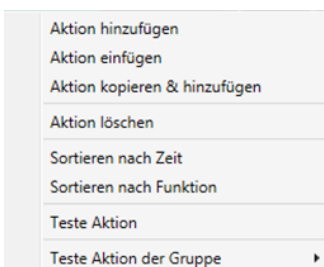 Aktion hinzufügen
Aktion einfügen
Aktion kopieren & hinzufügen
Aktion löschen
Sortieren nach Zeit
Sortieren nach Funktion
Teste Aktion
Teste Aktion der Gruppe